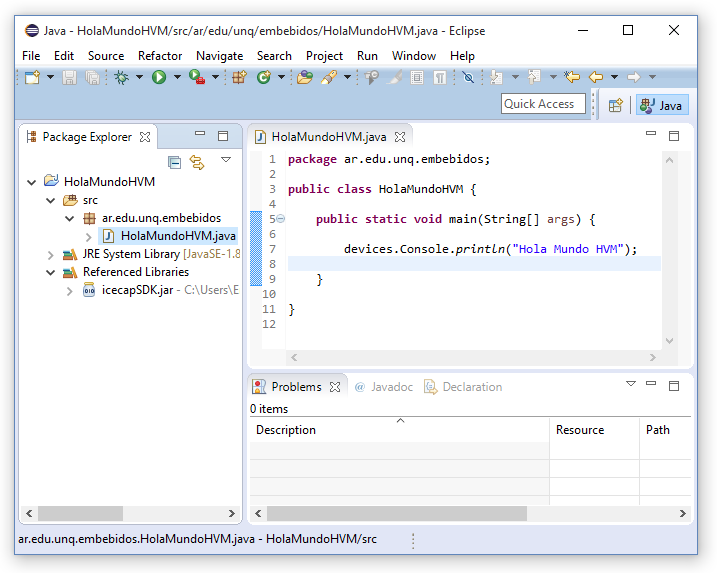 Java - HolaMundoHVM/src/ar/edu/unq/embebidos/HolaMundoHVM.java - Eclipse
File Edit Source Refactor Navigate Search Project Run Window Help
Quick Access
Java
Package Explorer
HolaMundoHVM
src
ar.edu.unq.embebidos
HolaMundoHVM.java
JRE System Library [JavaSE-1.8
Referenced Libraries
icecapSDK.jar - C:\Users\E
HolaMundoHVM.java
1 package ar.edu.unq.embebidos;
2
3 public class HolaMundoHVM {
4
5 public static void main(String[] args) {
6
7 devices.Console.println("Hola Mundo HVM");
8
9 }
10
11 }
12
Problems @ Javadoc Declaration
0 items
Description Resource Path
ar.edu.unq.embebidos.HolaMundoHVM.java - HolaMundoHVM/src